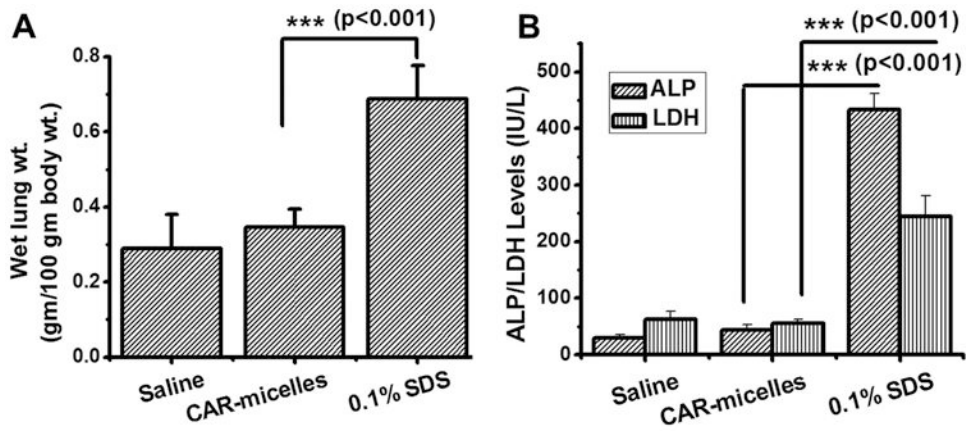 A
*** (p<0.001)
Wet lung wt.
(gm/100 gm body wt.)
0.8
0.6
0.4
0.2
0.0
Saline
CAR-micelles
0.1% SDS
B
*** (p<0.001)
*** (p<0.001)
ALP/LDH Levels (IU/L)
500
400
300
200
100
0
ALP
LDH
Saline
CAR-micelles
0.1% SDS